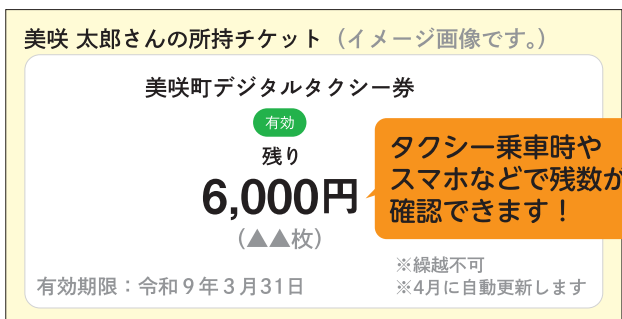 美咲 太郎さんの所持チケット（イメージ画像です。）
美咲町デジタルタクシー券
有効
残り
6,000円
（▲▲枚）
タクシー乗車時や
スマホなどで残数が
確認できます！
有効期限：令和９年３月31日
※繰越不可
※4月に自動更新します